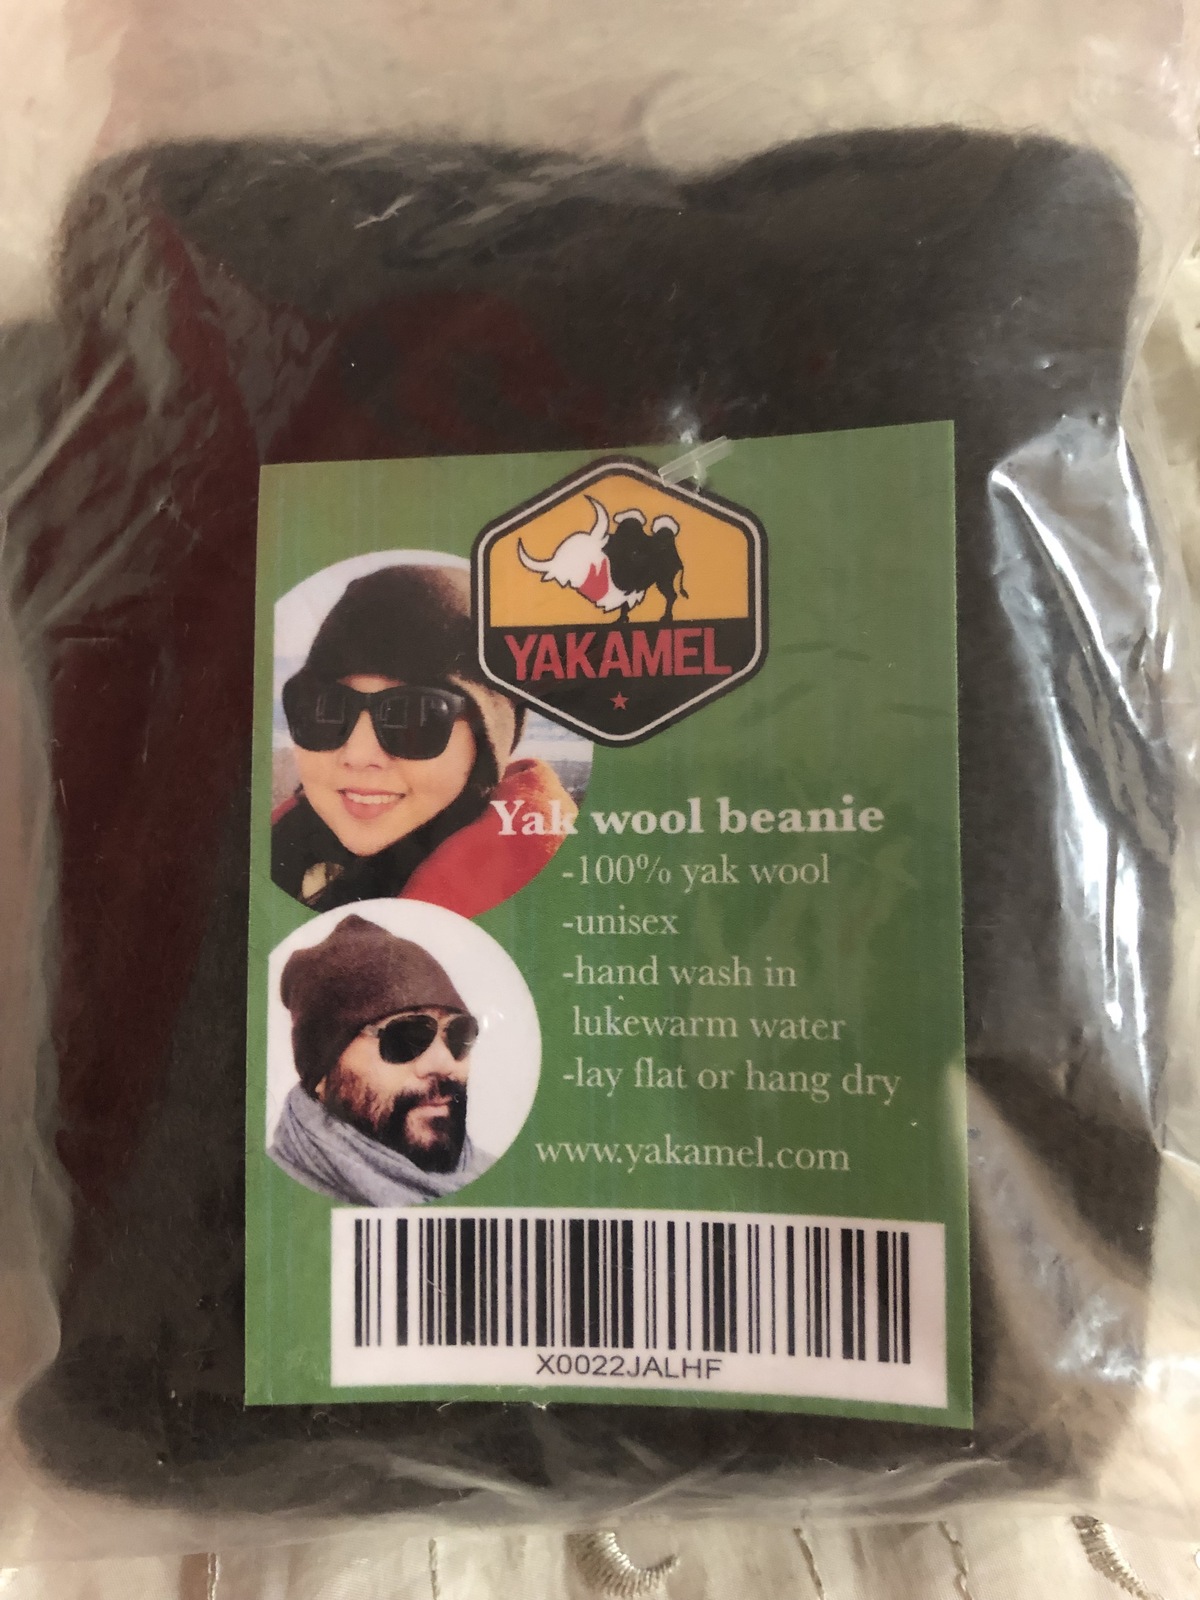 YAKAMEL
Yak wool beanie
-100% yak wool
-unisex
-hand wash in
lukewarm water
-lay flat or hang dry
www.yakamel.com
X0022JALHF